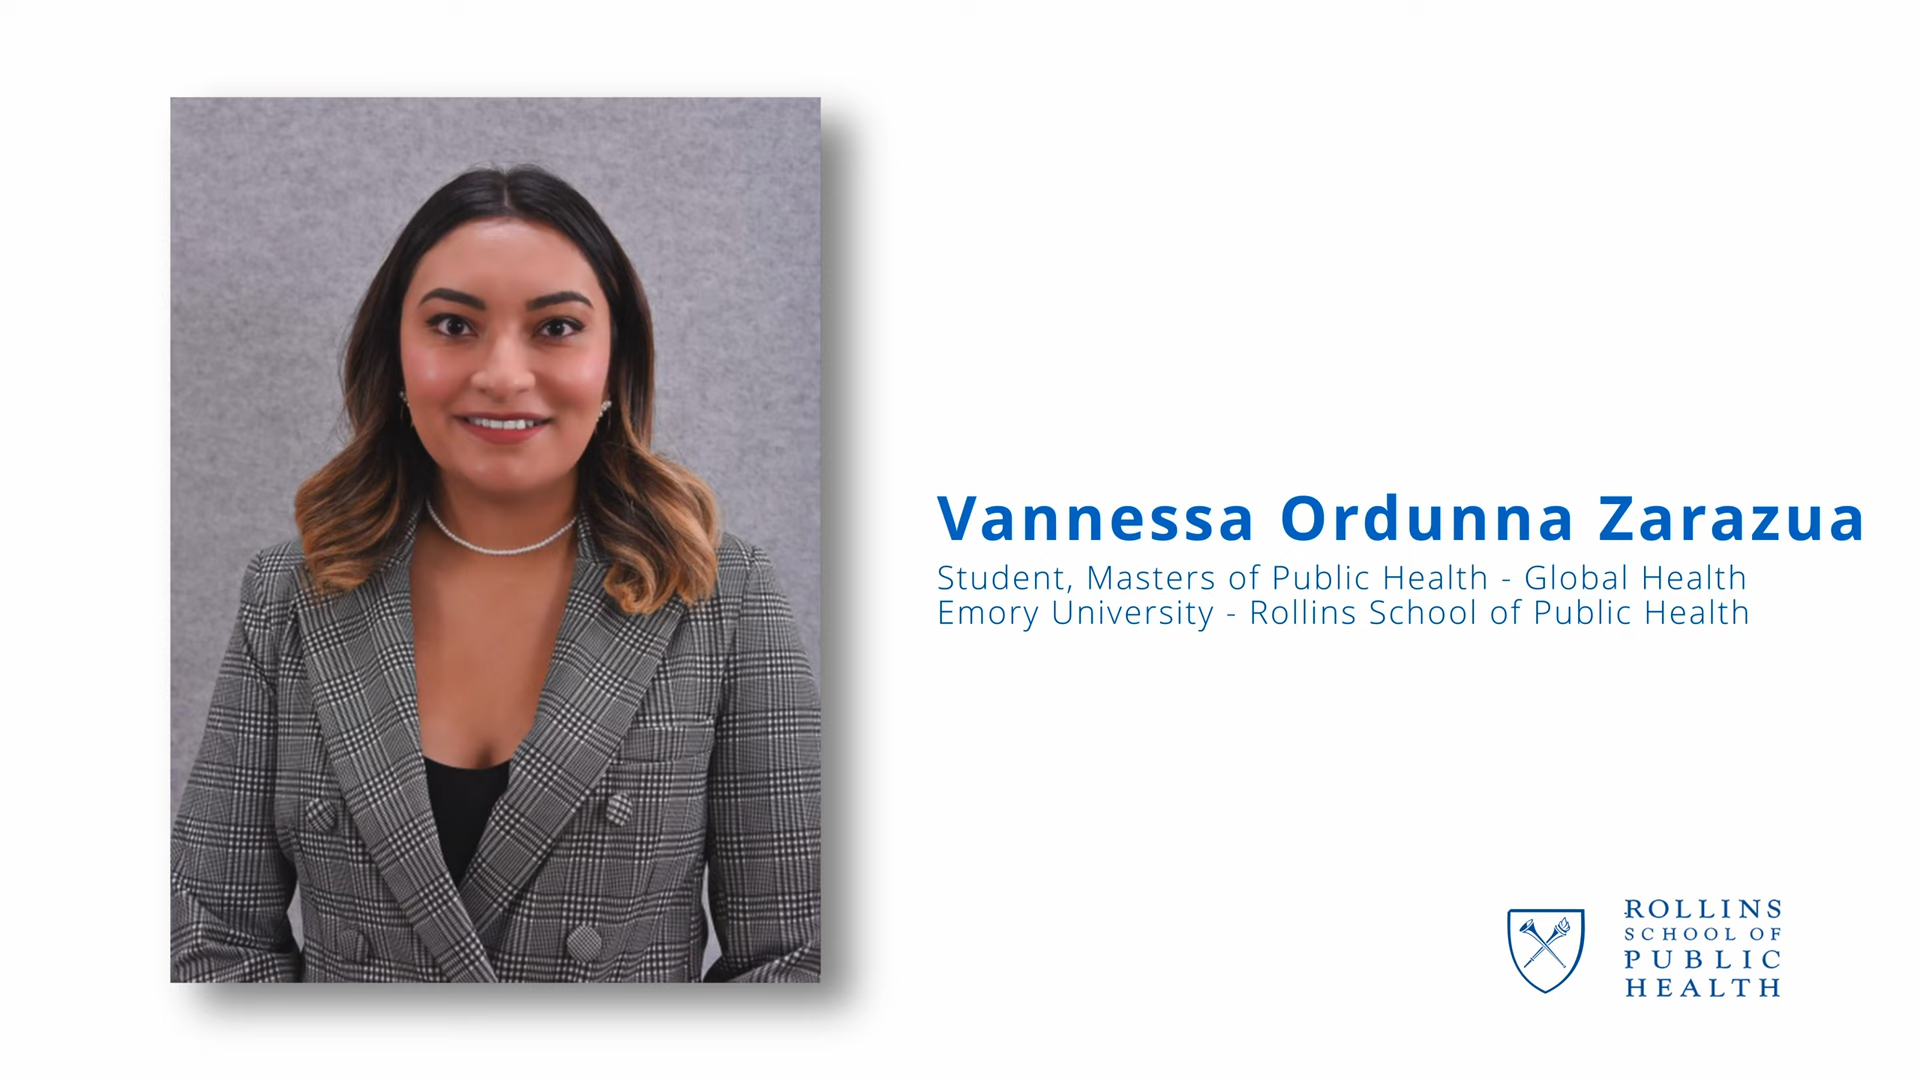 Vannessa Ordunna Zarazua
Student, Masters of Public Health - Global Health
Emory University - Rollins School of Public Health
ROLLINS
SCHOOL OF
PUBLIC
HEALTH